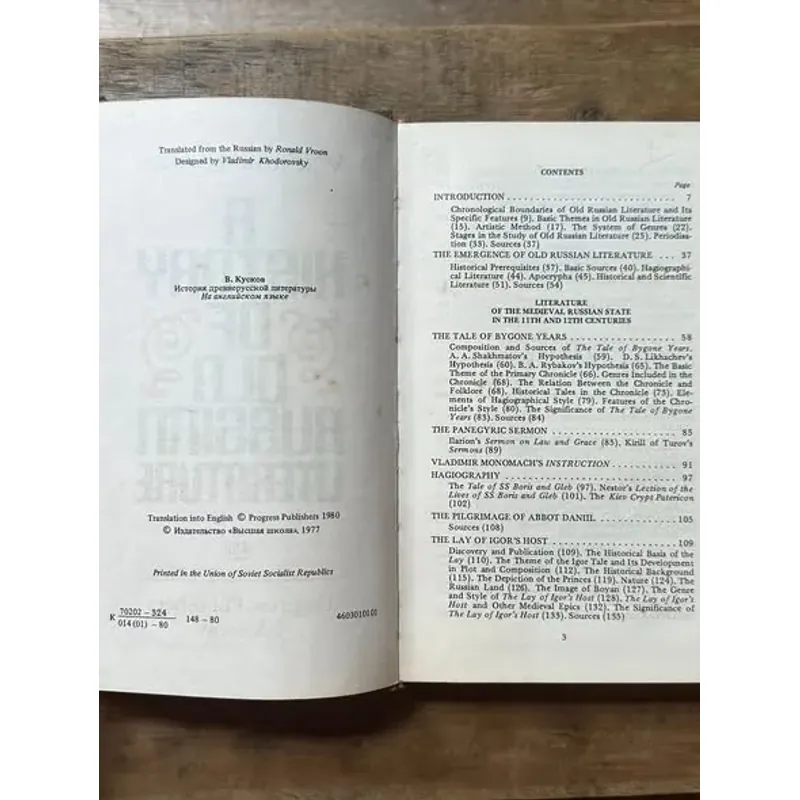 Translated from the Russian by Ronald Vroon
Designed by Vladimir Khodorovsky
В. Кусков
История древнерусской литературы
На английском языке
Translation into English © Progress Publishers 1980
© Издательство «Высшая школа», 1977
Printed in the Union of Soviet Socialist Republics
К 70202 – 324
014(01) – 80
148 – 80
4603010100
CONTENTS
Page
INTRODUCTION . . . . . . . . . . . . . . . . . . . . . . . . . . . . 7
Chronological Boundaries of Old Russian Literature and Its
Specific Features (9). Basic Themes in Old Russian Literature
(15). Artistic Method (17). The System of Genres (22).
Stages in the Study of Old Russian Literature (25). Periodisa-
tion (33). Sources (37)
THE EMERGENCE OF OLD RUSSIAN LITERATURE . . . 37
Historical Prerequisites (37). Basic Sources (40). Hagiographi-
cal Literature (44). Apocrypha (45). Historical and Scientific
Literature (51). Sources (54)
LITERATURE
OF THE MEDIEVAL RUSSIAN STATE
IN THE 11TH AND 12TH CENTURIES
THE TALE OF BYGONE YEARS . . . . . . . . . . . . . . . . 58
Composition and Sources of The Tale of Bygone Years.
A. A. Shakhmatov's Hypothesis (59). D. S. Likhachev's
Hypothesis (60). B. A. Rybakov's Hypothesis (65). The Basic
Theme of the Primary Chronicle (66). Genres Included in the
Chronicle (68). The Relation Between the Chronicle and
Folklore (68). Historical Tales in the Chronicle (73). Ele-
ments of Hagiographical Style (79). Features of the Chro-
nicle's Style (80). The Significance of The Tale of Bygone
Years (83). Sources (84)
THE PANEGYRIC SERMON . . . . . . . . . . . . . . . . . . . 85
Ilarion's Sermon on Law and Grace (85), Kirill of Turov's
Sermons (89)
VLADIMIR MONOMACH'S INSTRUCTION . . . . . . . . . . . 91
HAGIOGRAPHY . . . . . . . . . . . . . . . . . . . . . . . . . . . . 97
The Tale of SS Boris and Gleb (97). Nestor's Lection of the
Lives of SS Boris and Gleb (101). The Kiev Crypt Patericon
(102)
THE PILGRIMAGE OF ABBOT DANIIL . . . . . . . . . . . . 105
Sources (108)
THE LAY OF IGOR'S HOST . . . . . . . . . . . . . . . . . . . 109
Discovery and Publication (109). The Historical Basis of the
Lay (110). The Theme of the Igor Tale and Its Development
in Plot and Composition (112). The Historical Background
(115). The Depiction of the Princes (119). Nature (124). The
Russian Land (126). The Image of Boyan (127). The Genre
and Style of The Lay of Igor's Host (128). The Lay of Igor's
Host and Other Medieval Epics (132). The Significance of
The Lay of Igor's Host (133). Sources (135)
3